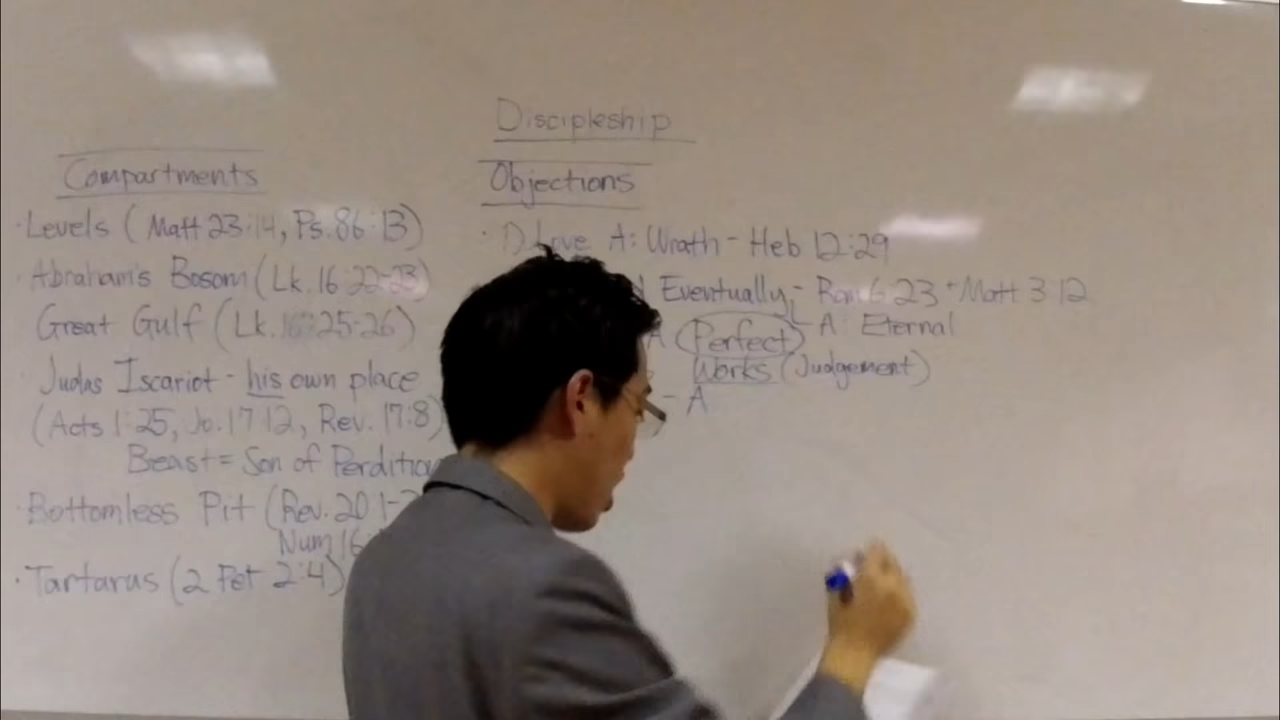 Discipleship
Compartments
· Levels (Matt 23:14, Ps. 86:13)
Abraham's Bosom (Lk. 16:22-23)
Great Gulf (Lk. 16:25-26)
· Judas Iscariot - his own place
(Acts 1:25, Jo. 17:12, Rev. 17:8)
Beast = Son of Perdition
· Bottomless Pit (Rev. 20 1-
Num 16
· Tartarus (2 Pet 2:4)
Objections
· Love A: Wrath - Heb 12:29
Eventually - Rom 6:23 - Matt 3:12
A: Eternal
A Perfect
Works (Judgement)
- A